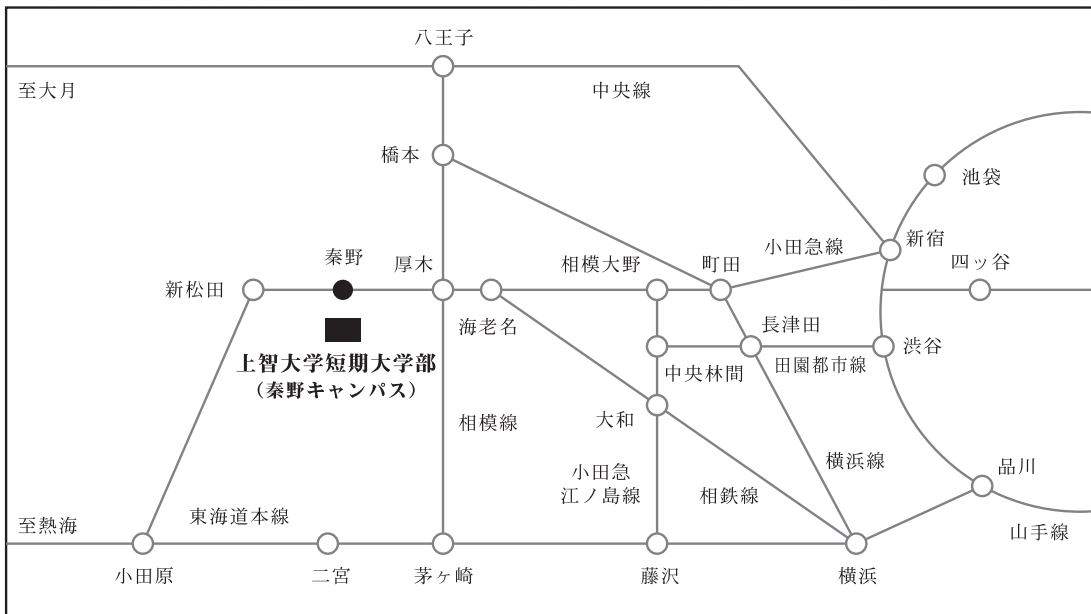 八王子
至大月
中央線
橋本
池袋
新宿
小田急線
秦野
厚木
相模大野
町田
四ッ谷
新松田
海老名
長津田
渋谷
上智大学短期大学部
(秦野キャンパス)
中央林間
田園都市線
相模線
大和
小田急
江ノ島線
相鉄線
横浜線
品川
至熱海
東海道本線
山手線
小田原
二宮
茅ヶ崎
藤沢
横浜